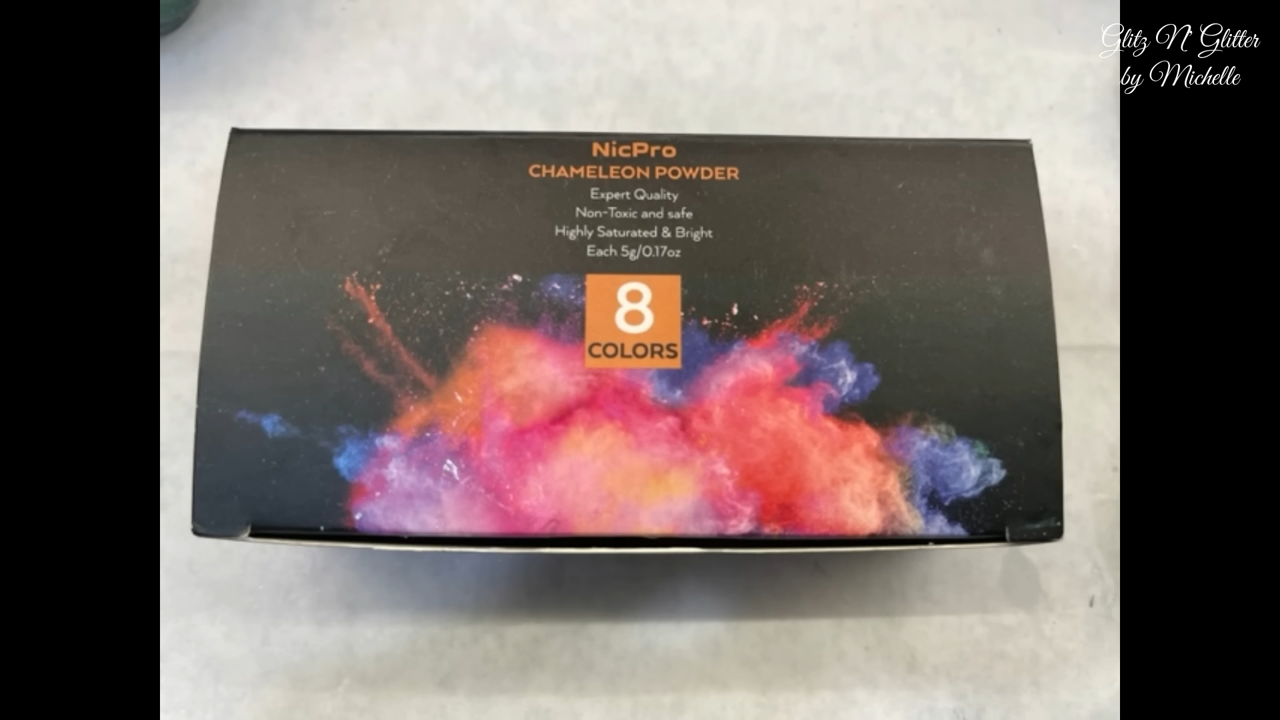 Glitz N' Glitter
by Michelle
NicPro
CHAMELEON POWDER
Expert Quality
Non-Toxic and safe
Highly Saturated & Bright
Each 5g/0.17oz
8
COLORS